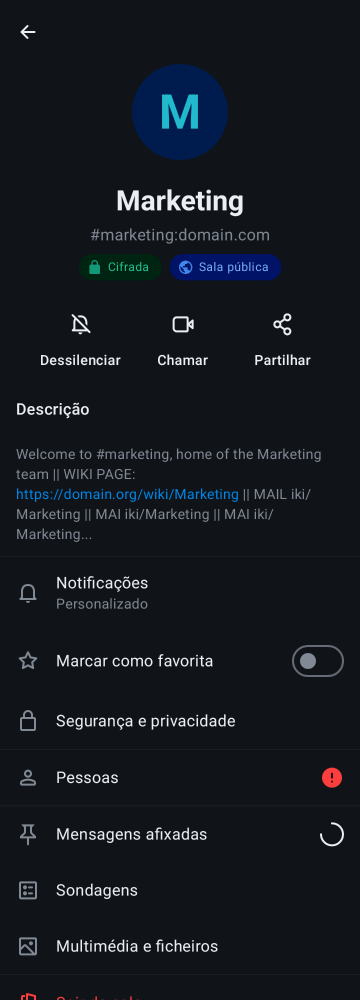 M
Marketing
#marketing:domain.com
Cifrada
Sala pública
Dessilenciar
Chamar
Partilhar
Descrição
Welcome to #marketing, home of the Marketing
team || WIKI PAGE:
https://domain.org/wiki/Marketing || MAIL iki/
Marketing || MAI iki/Marketing || MAI iki/
Marketing...
Notificações
Personalizado
Marcar como favorita
Segurança e privacidade
Pessoas
Mensagens afixadas
Sondagens
Multimédia e ficheiros